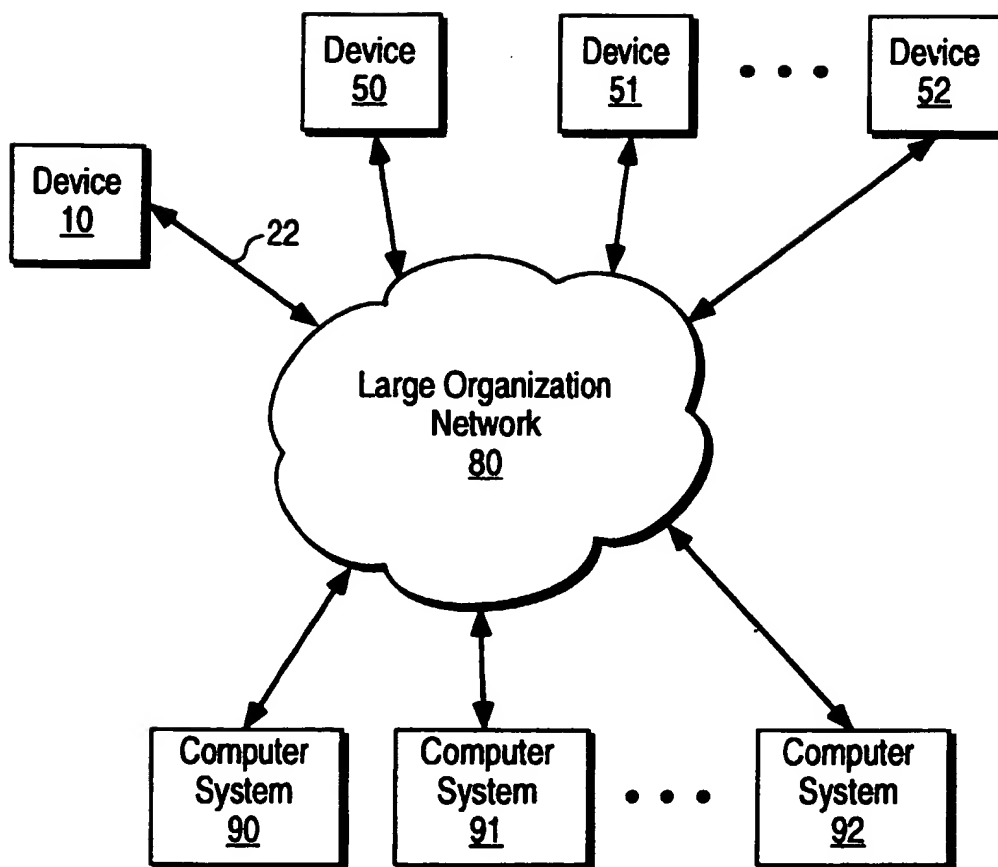 Device
50
Device
51
Device
52
Device
10
22
Large Organization
Network
80
Computer
System
90
Computer
System
91
Computer
System
92